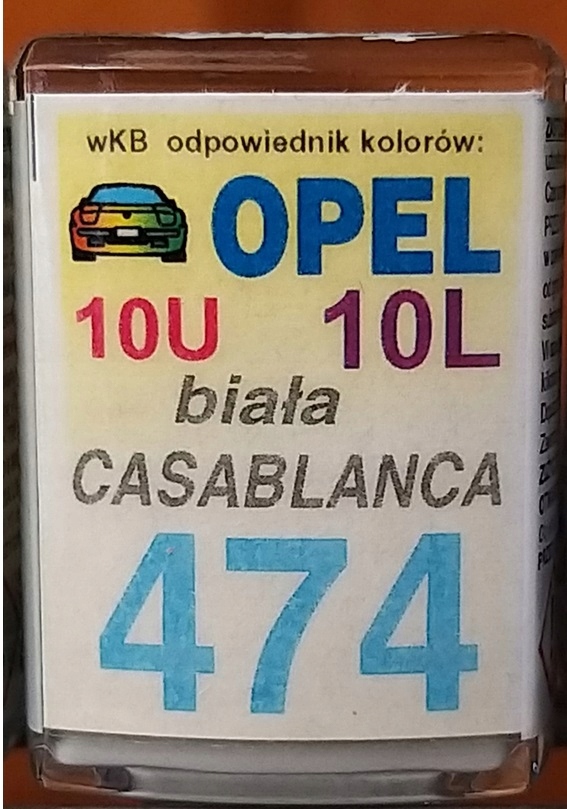 wKB odpowiednik kolorów:
OPEL
10U 10L
biała
CASABLANCA
474